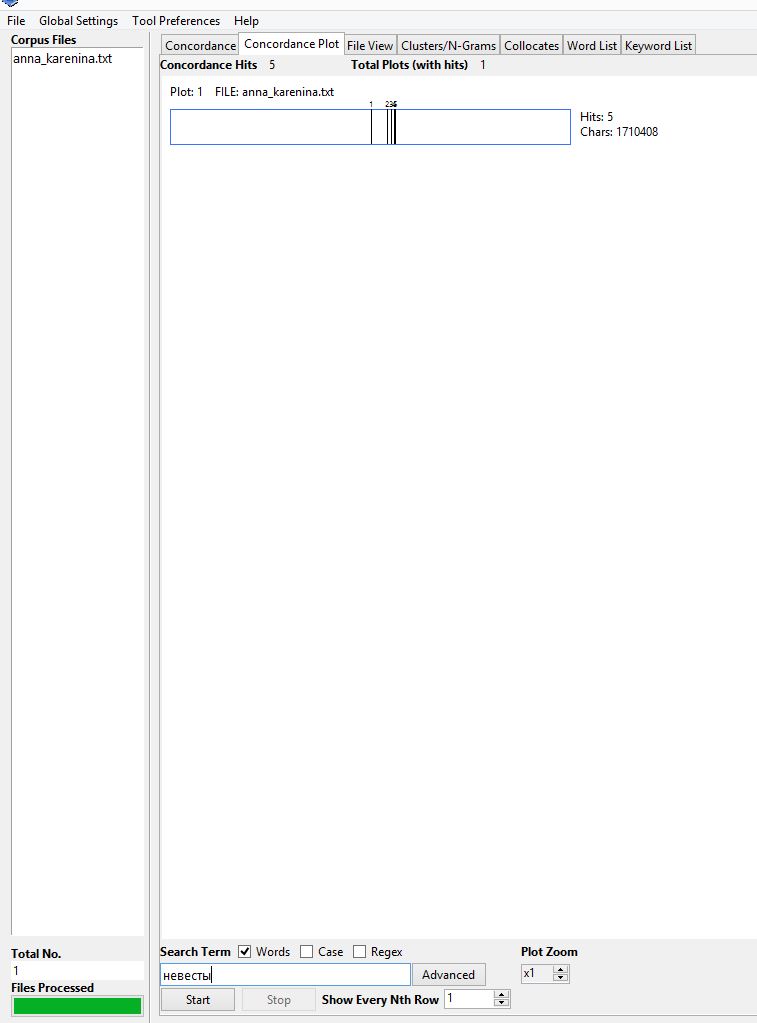 File Global Settings Tool Preferences Help
Corpus Files
anna_karenina.txt
Concordance Concordance Plot File View Clusters/N-Grams Collocates Word List Keyword List
Concordance Hits 5 Total Plots (with hits) 1
Plot: 1 FILE: anna_karenina.txt
1 23
Hits: 5
Chars: 1710408
Total No.
1
Files Processed
Search Term Words Case Regex Plot Zoom
невесты Advanced x1
Start Stop Show Every Nth Row 1